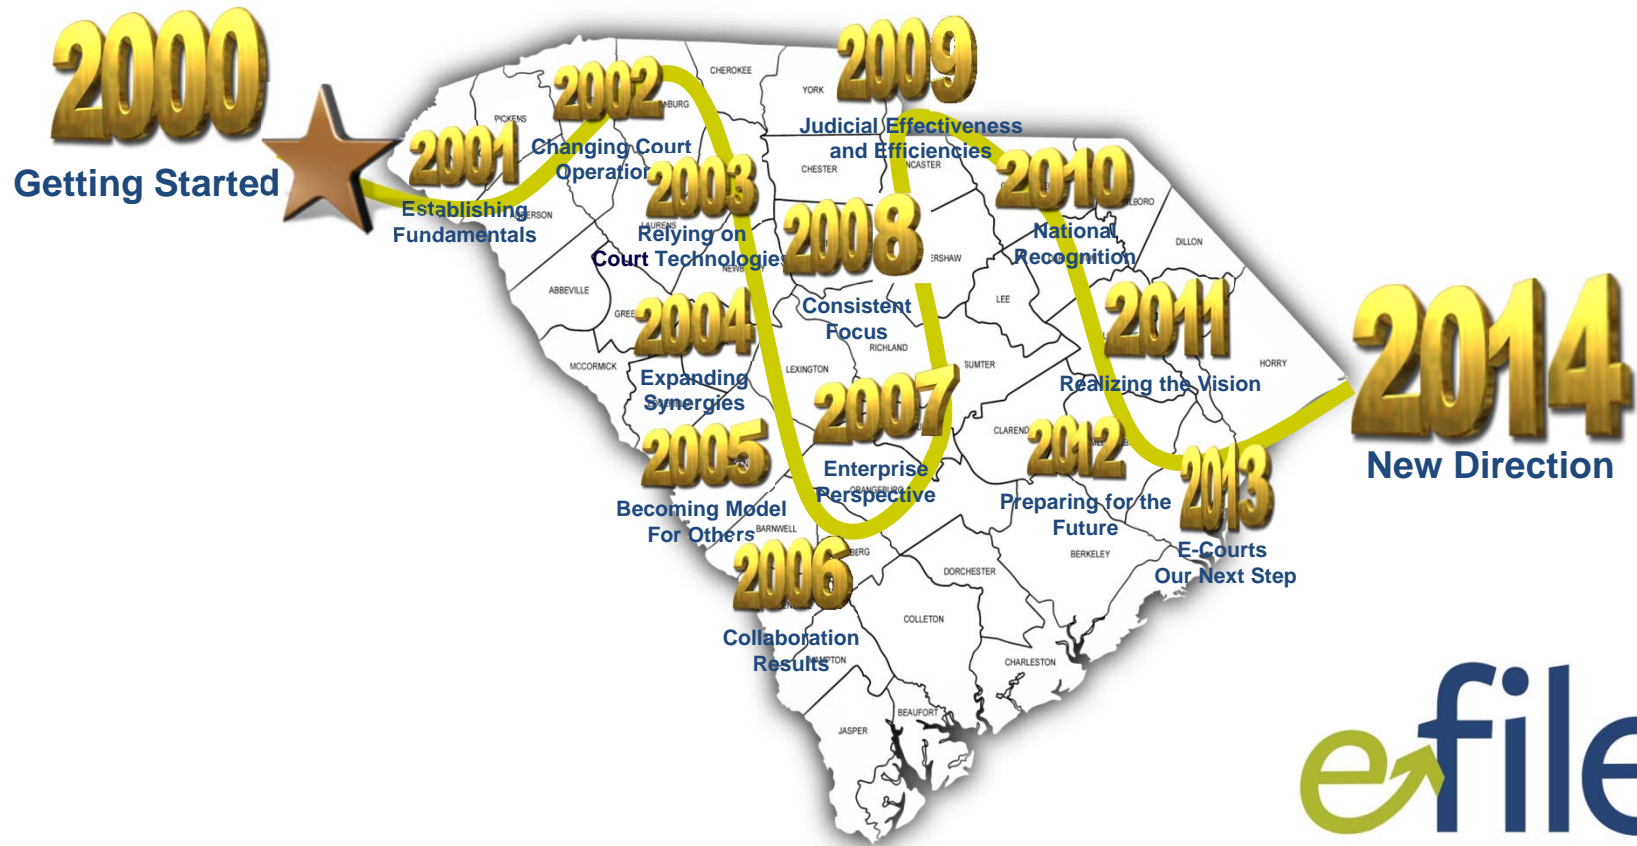 2000
Getting Started
2001
Establishing
Fundamentals
2002
Changing Court
2003
Relying on
Court Technologies
2004
Expanding
Synergies
2005
Becoming Model
For Others
2006
Collaboration
Results
2007
Enterprise
Perspective
2008
Consistent
Focus
2009
Judicial Effectiveness
and Efficiencies
2010
National
Recognition
2011
Realizing the Vision
2012
Preparing for the
Future
2013
E-Courts
Our Next Step
2014
New Direction
CHEROKEE
YORK
PICKENS
CHESTER
DILLON
ABBEVILLE
LEE
MCCORMICK
LEXINGTON
RICHLAND
SUMTER
HORRY
ORANGEBURG
BARNWELL
BERKELEY
DORCHESTER
COLLETON
CHARLESTON
BEAUFORT
JASPER
LAURENS
efile